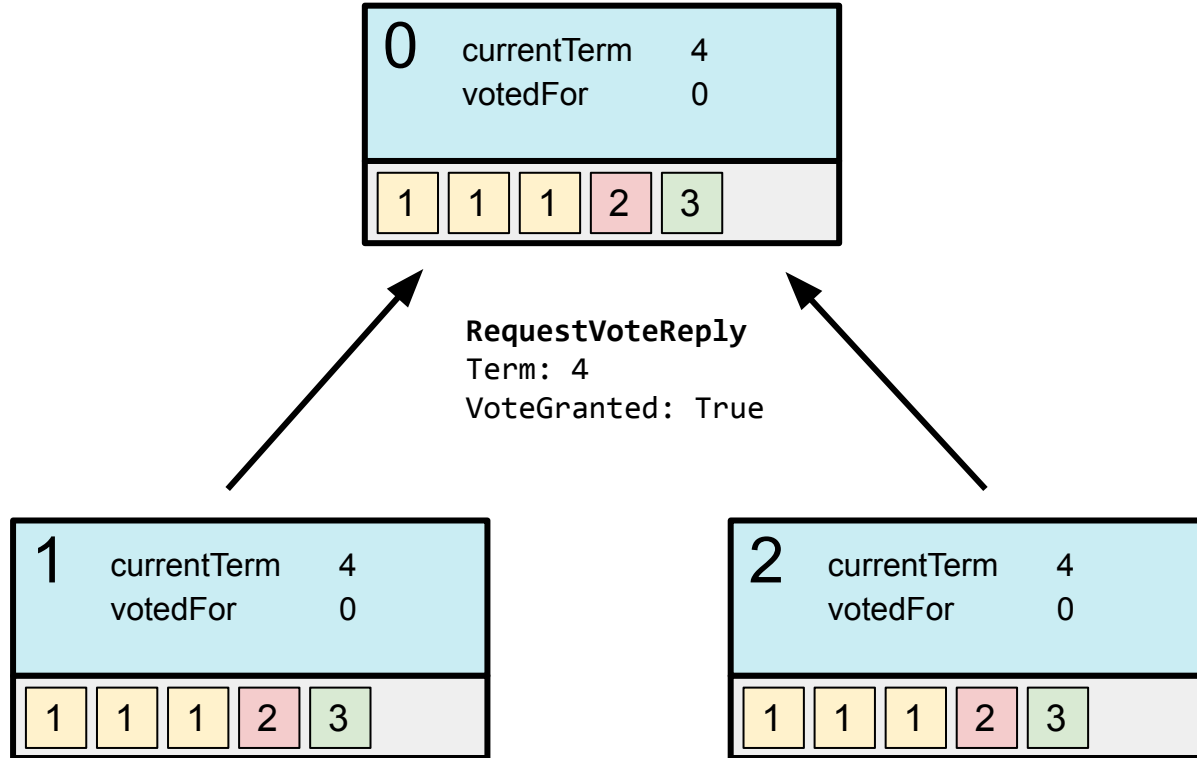 0 currentTerm 4
votedFor 0
1 1 1 2 3
RequestVoteReply
Term: 4
VoteGranted: True
1 currentTerm 4
votedFor 0
1 1 1 2 3
2 currentTerm 4
votedFor 0
1 1 1 2 3